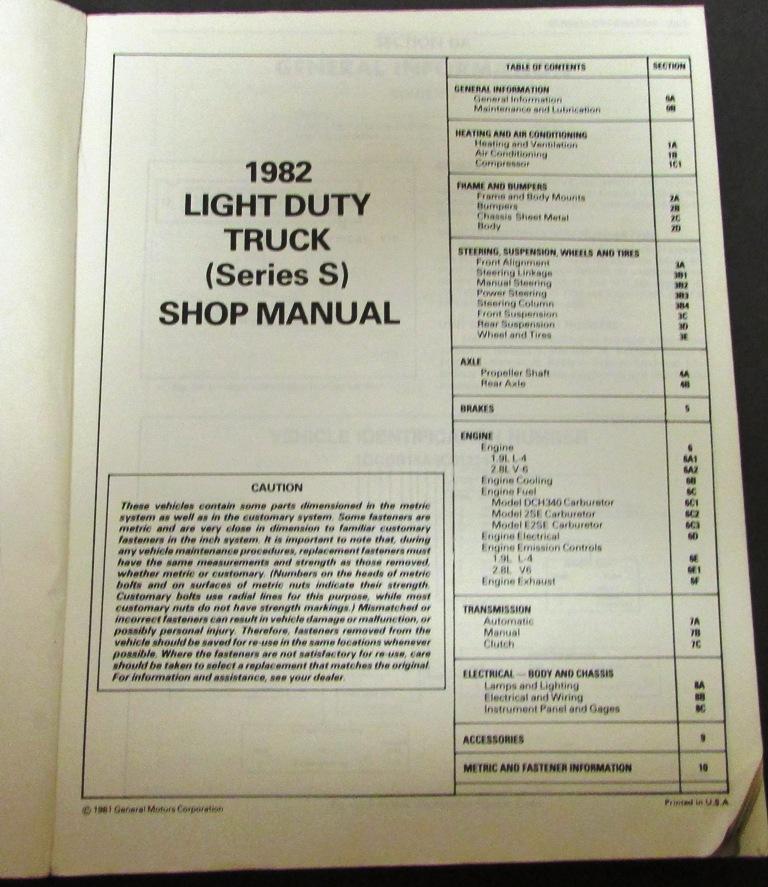 1982
LIGHT DUTY
TRUCK
(Series S)
SHOP MANUAL
CAUTION
These vehicles contain some parts dimensioned in the metric
system as well as in the customary system. Some fasteners are
metric and are very close in dimension to familiar customary
fasteners in the inch system. It is important to note that, during
any vehicle maintenance procedures, replacement fasteners must
have the same measurements and strength as those removed,
whether metric or customary. (Numbers on the heads of metric
bolts and on surfaces of metric nuts indicate their strength.
Customary bolts use radial lines for this purpose, while most
customary nuts do not have strength markings.) Mismatched or
incorrect fasteners can result in vehicle damage or malfunction, or
possibly personal injury. Therefore, fasteners removed from the
vehicle should be saved for re-use in the same locations whenever
possible. Where the fasteners are not satisfactory for re-use, care
should be taken to select a replacement that matches the original.
For information and assistance, see your dealer.
TABLE OF CONTENTS SECTION
GENERAL INFORMATION
General Information 0A
Maintenance and Lubrication 0B
HEATING AND AIR CONDITIONING
Heating and Ventilation 1A
Air Conditioning 1B
Compressor 1C1
FRAME AND BUMPERS
Frame and Body Mounts 2A
Bumpers 2B
Chassis Sheet Metal 2C
Body 2D
STEERING, SUSPENSION, WHEELS AND TIRES
Front Alignment 3A
Steering Linkage 3B1
Manual Steering 3B2
Power Steering 3B3
Steering Column 3B4
Front Suspension 3C
Rear Suspension 3D
Wheel and Tires 3E
AXLE
Propeller Shaft 4A
Rear Axle 4B
BRAKES 5
ENGINE
Engine 6
1.9L L-4 6A1
2.8L V-6 6A2
Engine Cooling 6B
Engine Fuel 6C
Model DCH340 Carburetor 6C1
Model 2SE Carburetor 6C2
Model E2SE Carburetor 6C3
Engine Electrical 6D
Engine Emission Controls
1.9L L-4 6E
2.8L V6 6E1
Engine Exhaust 6F
TRANSMISSION
Automatic 7A
Manual 7B
Clutch 7C
ELECTRICAL — BODY AND CHASSIS
Lamps and Lighting 8A
Electrical and Wiring 8B
Instrument Panel and Gages 8C
ACCESSORIES 9
METRIC AND FASTENER INFORMATION 10
© 1981 General Motors Corporation
Printed in U.S.A.